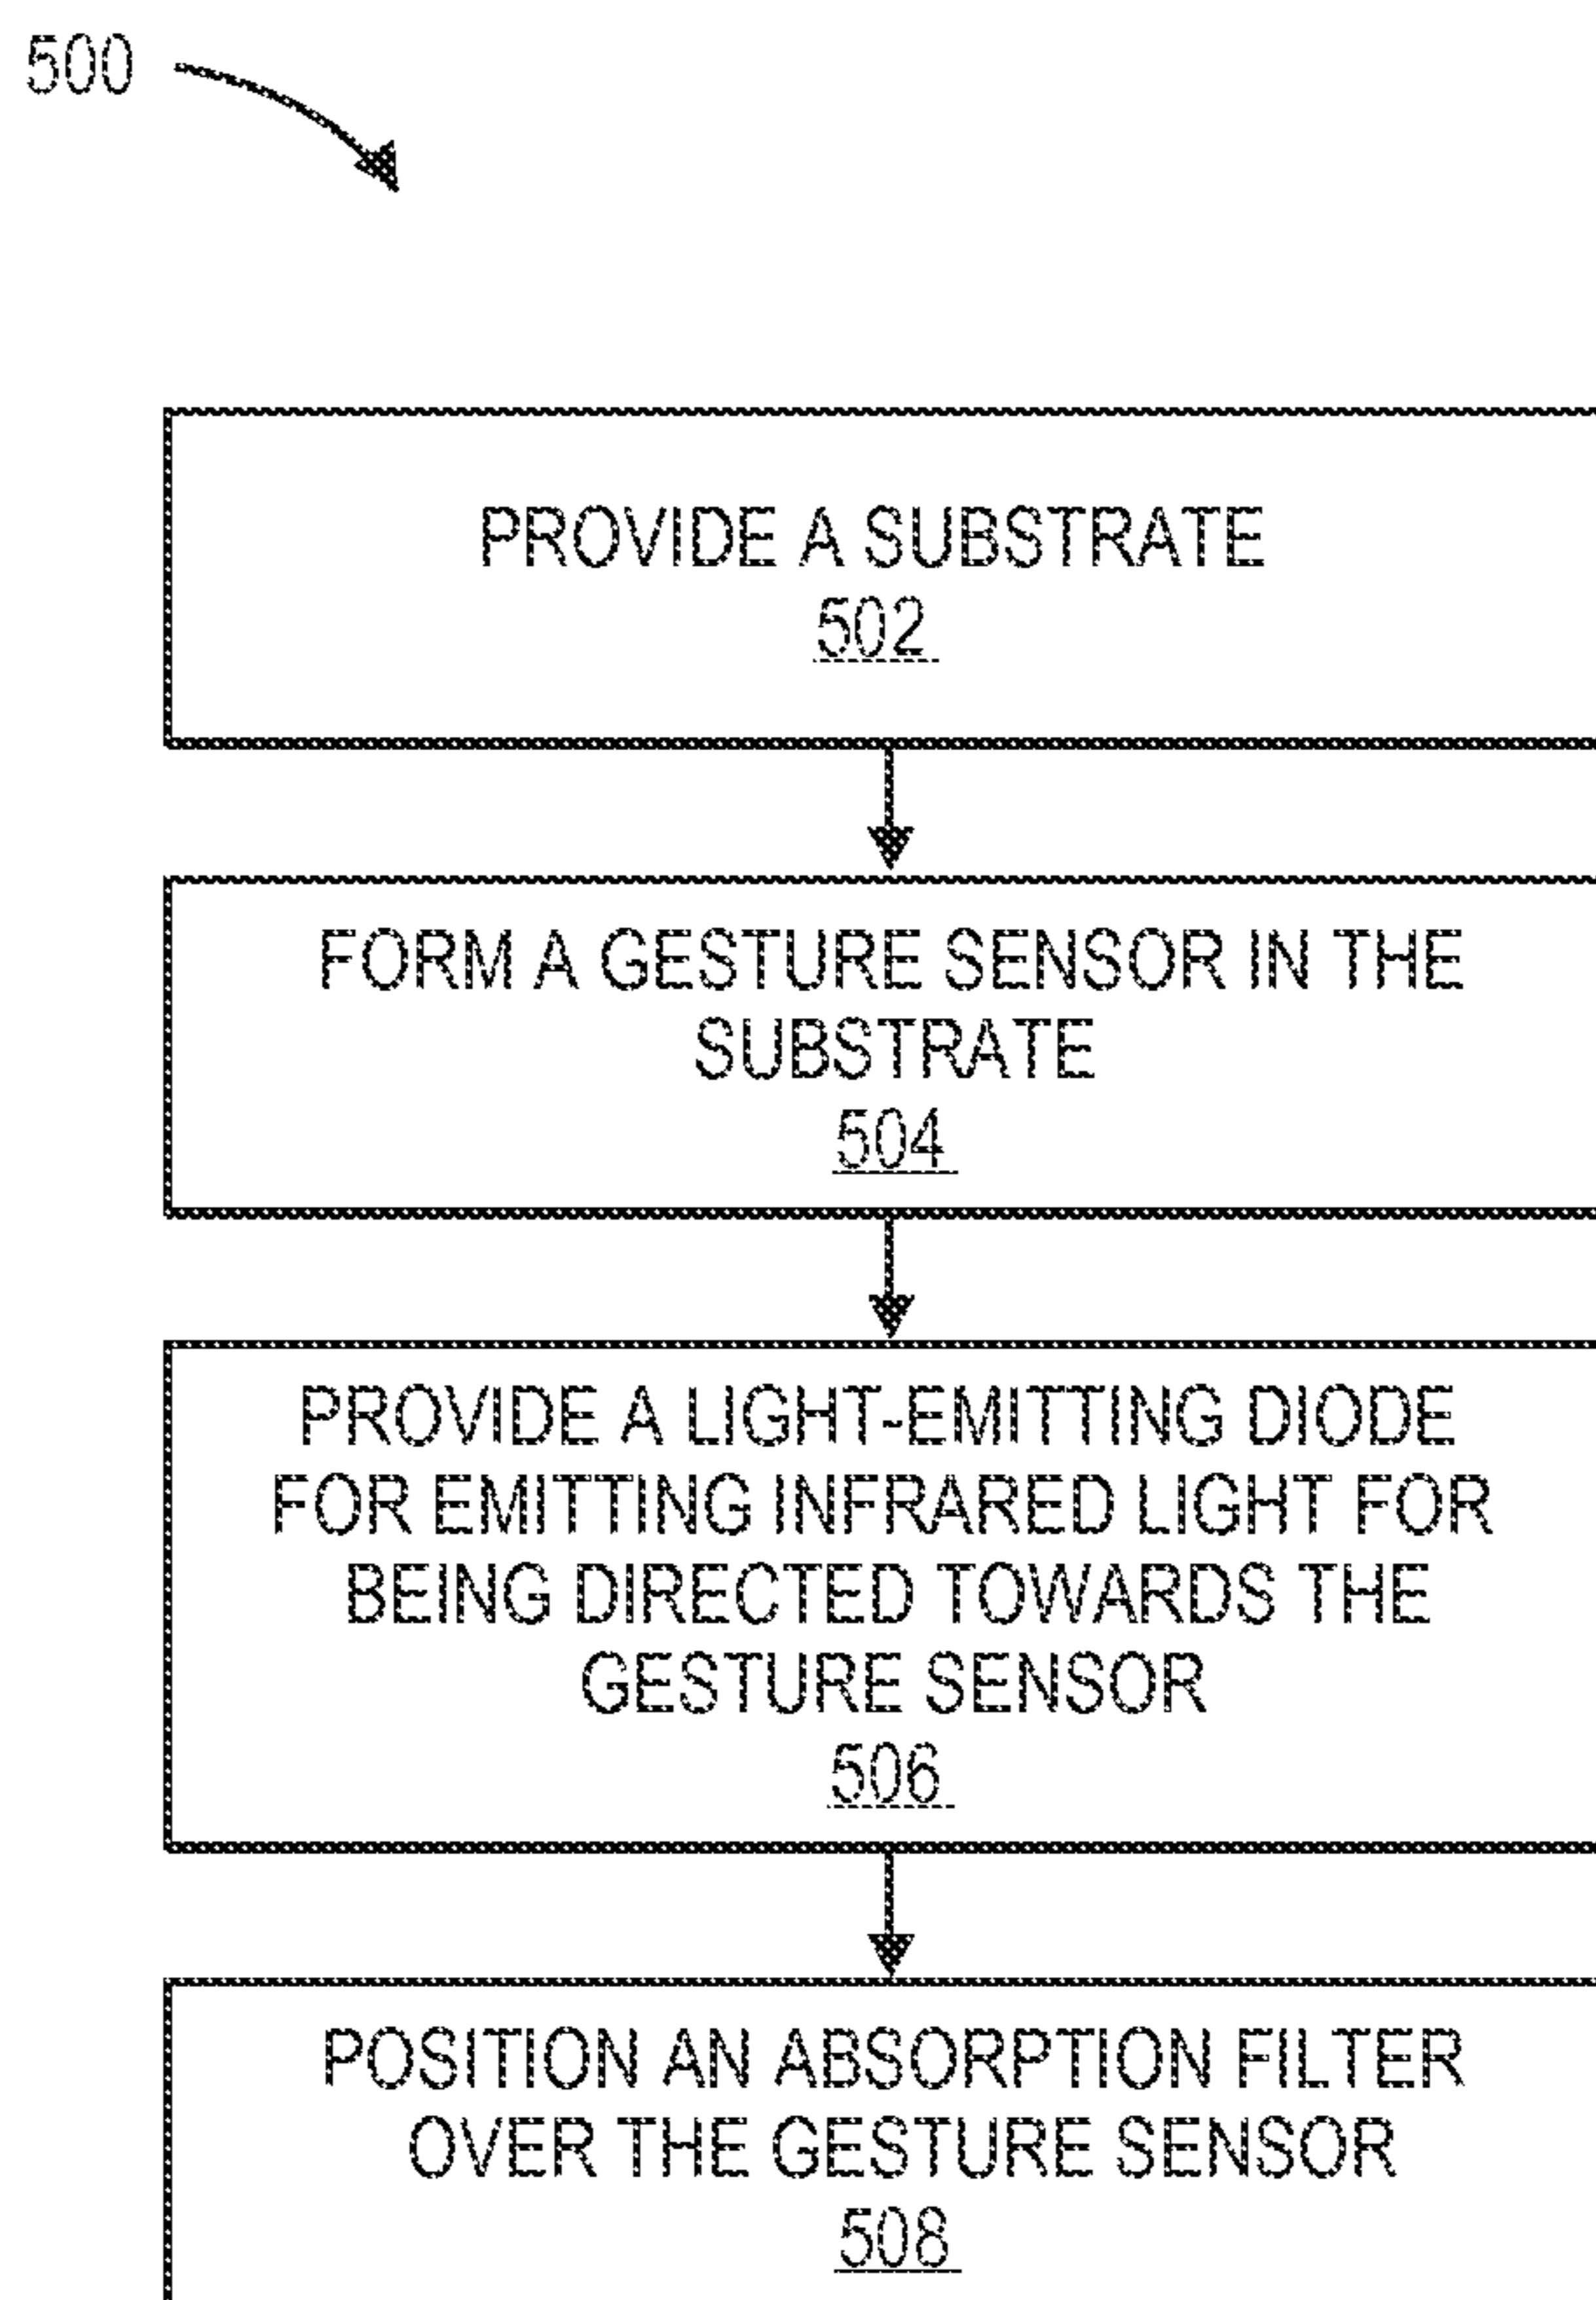 500
PROVIDE A SUBSTRATE
502
FORM A GESTURE SENSOR IN THE
SUBSTRATE
504
PROVIDE A LIGHT-EMITTING DIODE
FOR EMITTING INFRARED LIGHT FOR
BEING DIRECTED TOWARDS THE
GESTURE SENSOR
506
POSITION AN ABSORPTION FILTER
OVER THE GESTURE SENSOR
508